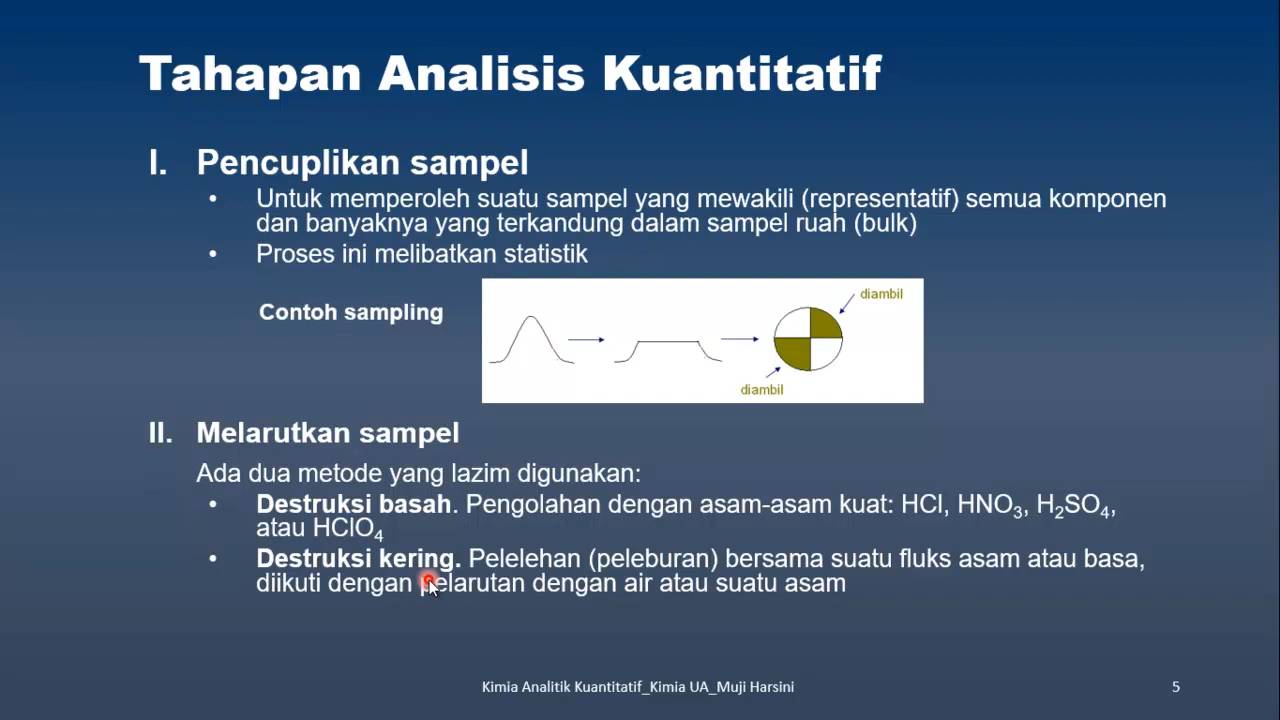 Tahapan Analisis Kuantitatif
I. Pencuplikan sampel
• Untuk memperoleh suatu sampel yang mewakili (representatif) semua komponen
dan banyaknya yang terkandung dalam sampel ruah (bulk)
• Proses ini melibatkan statistik
Contoh sampling
diambil
diambil
II. Melarutkan sampel
Ada dua metode yang lazim digunakan:
• Destruksi basah. Pengolahan dengan asam-asam kuat: HCl, HNO₃, H₂SO₄,
atau HClO₄
• Destruksi kering. Pelelehan (peleburan) bersama suatu fluks asam atau basa,
diikuti dengan pelarutan dengan air atau suatu asam
Kimia Analitik Kuantitatif_Kimia UA_Muji Harsini
5